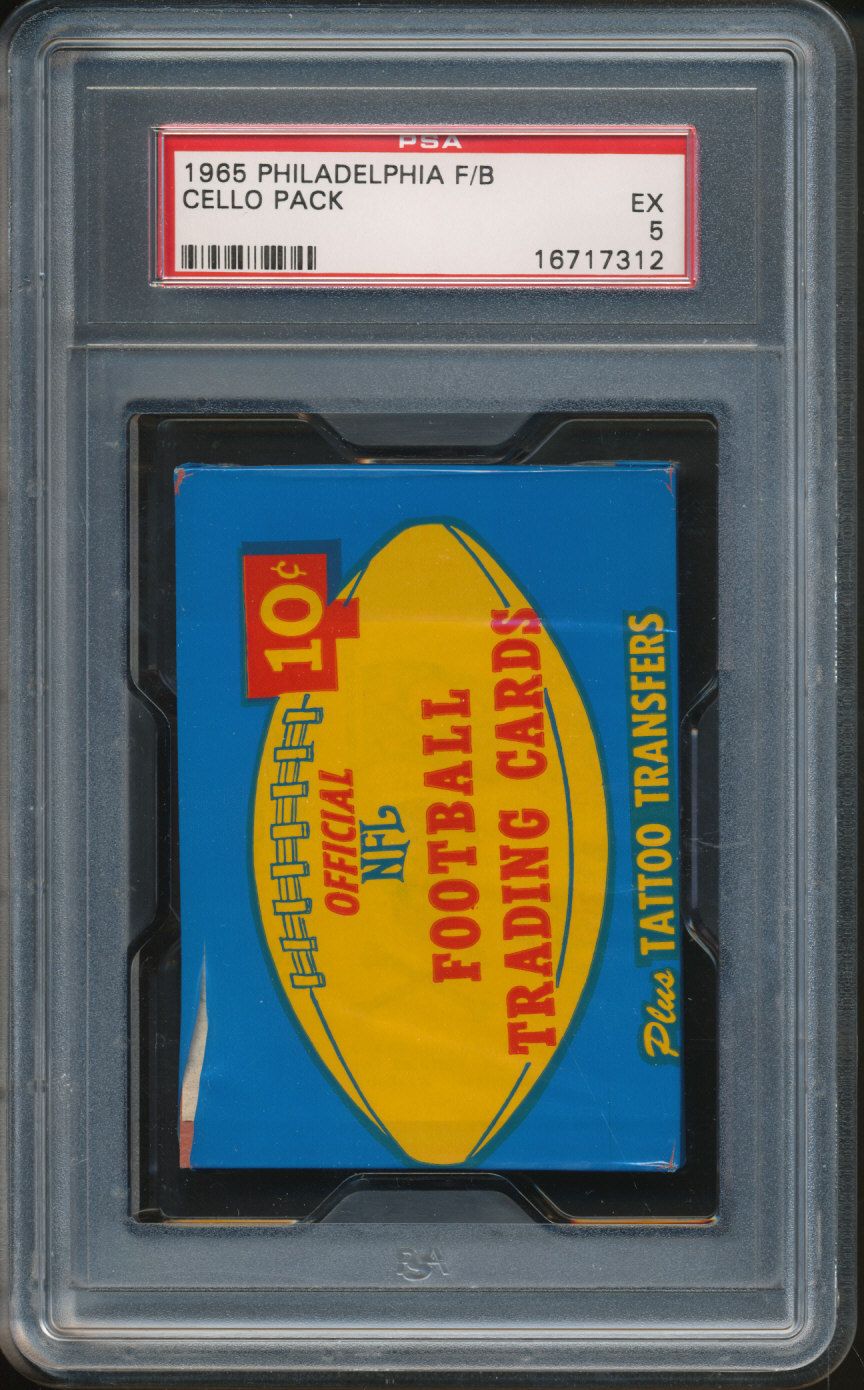 PSA
1965 PHILADELPHIA F/B
CELLO PACK
EX
5
16717312
10¢
OFFICIAL
NFL
FOOTBALL
TRADING CARDS
Plus TATTOO TRANSFERS
PSA